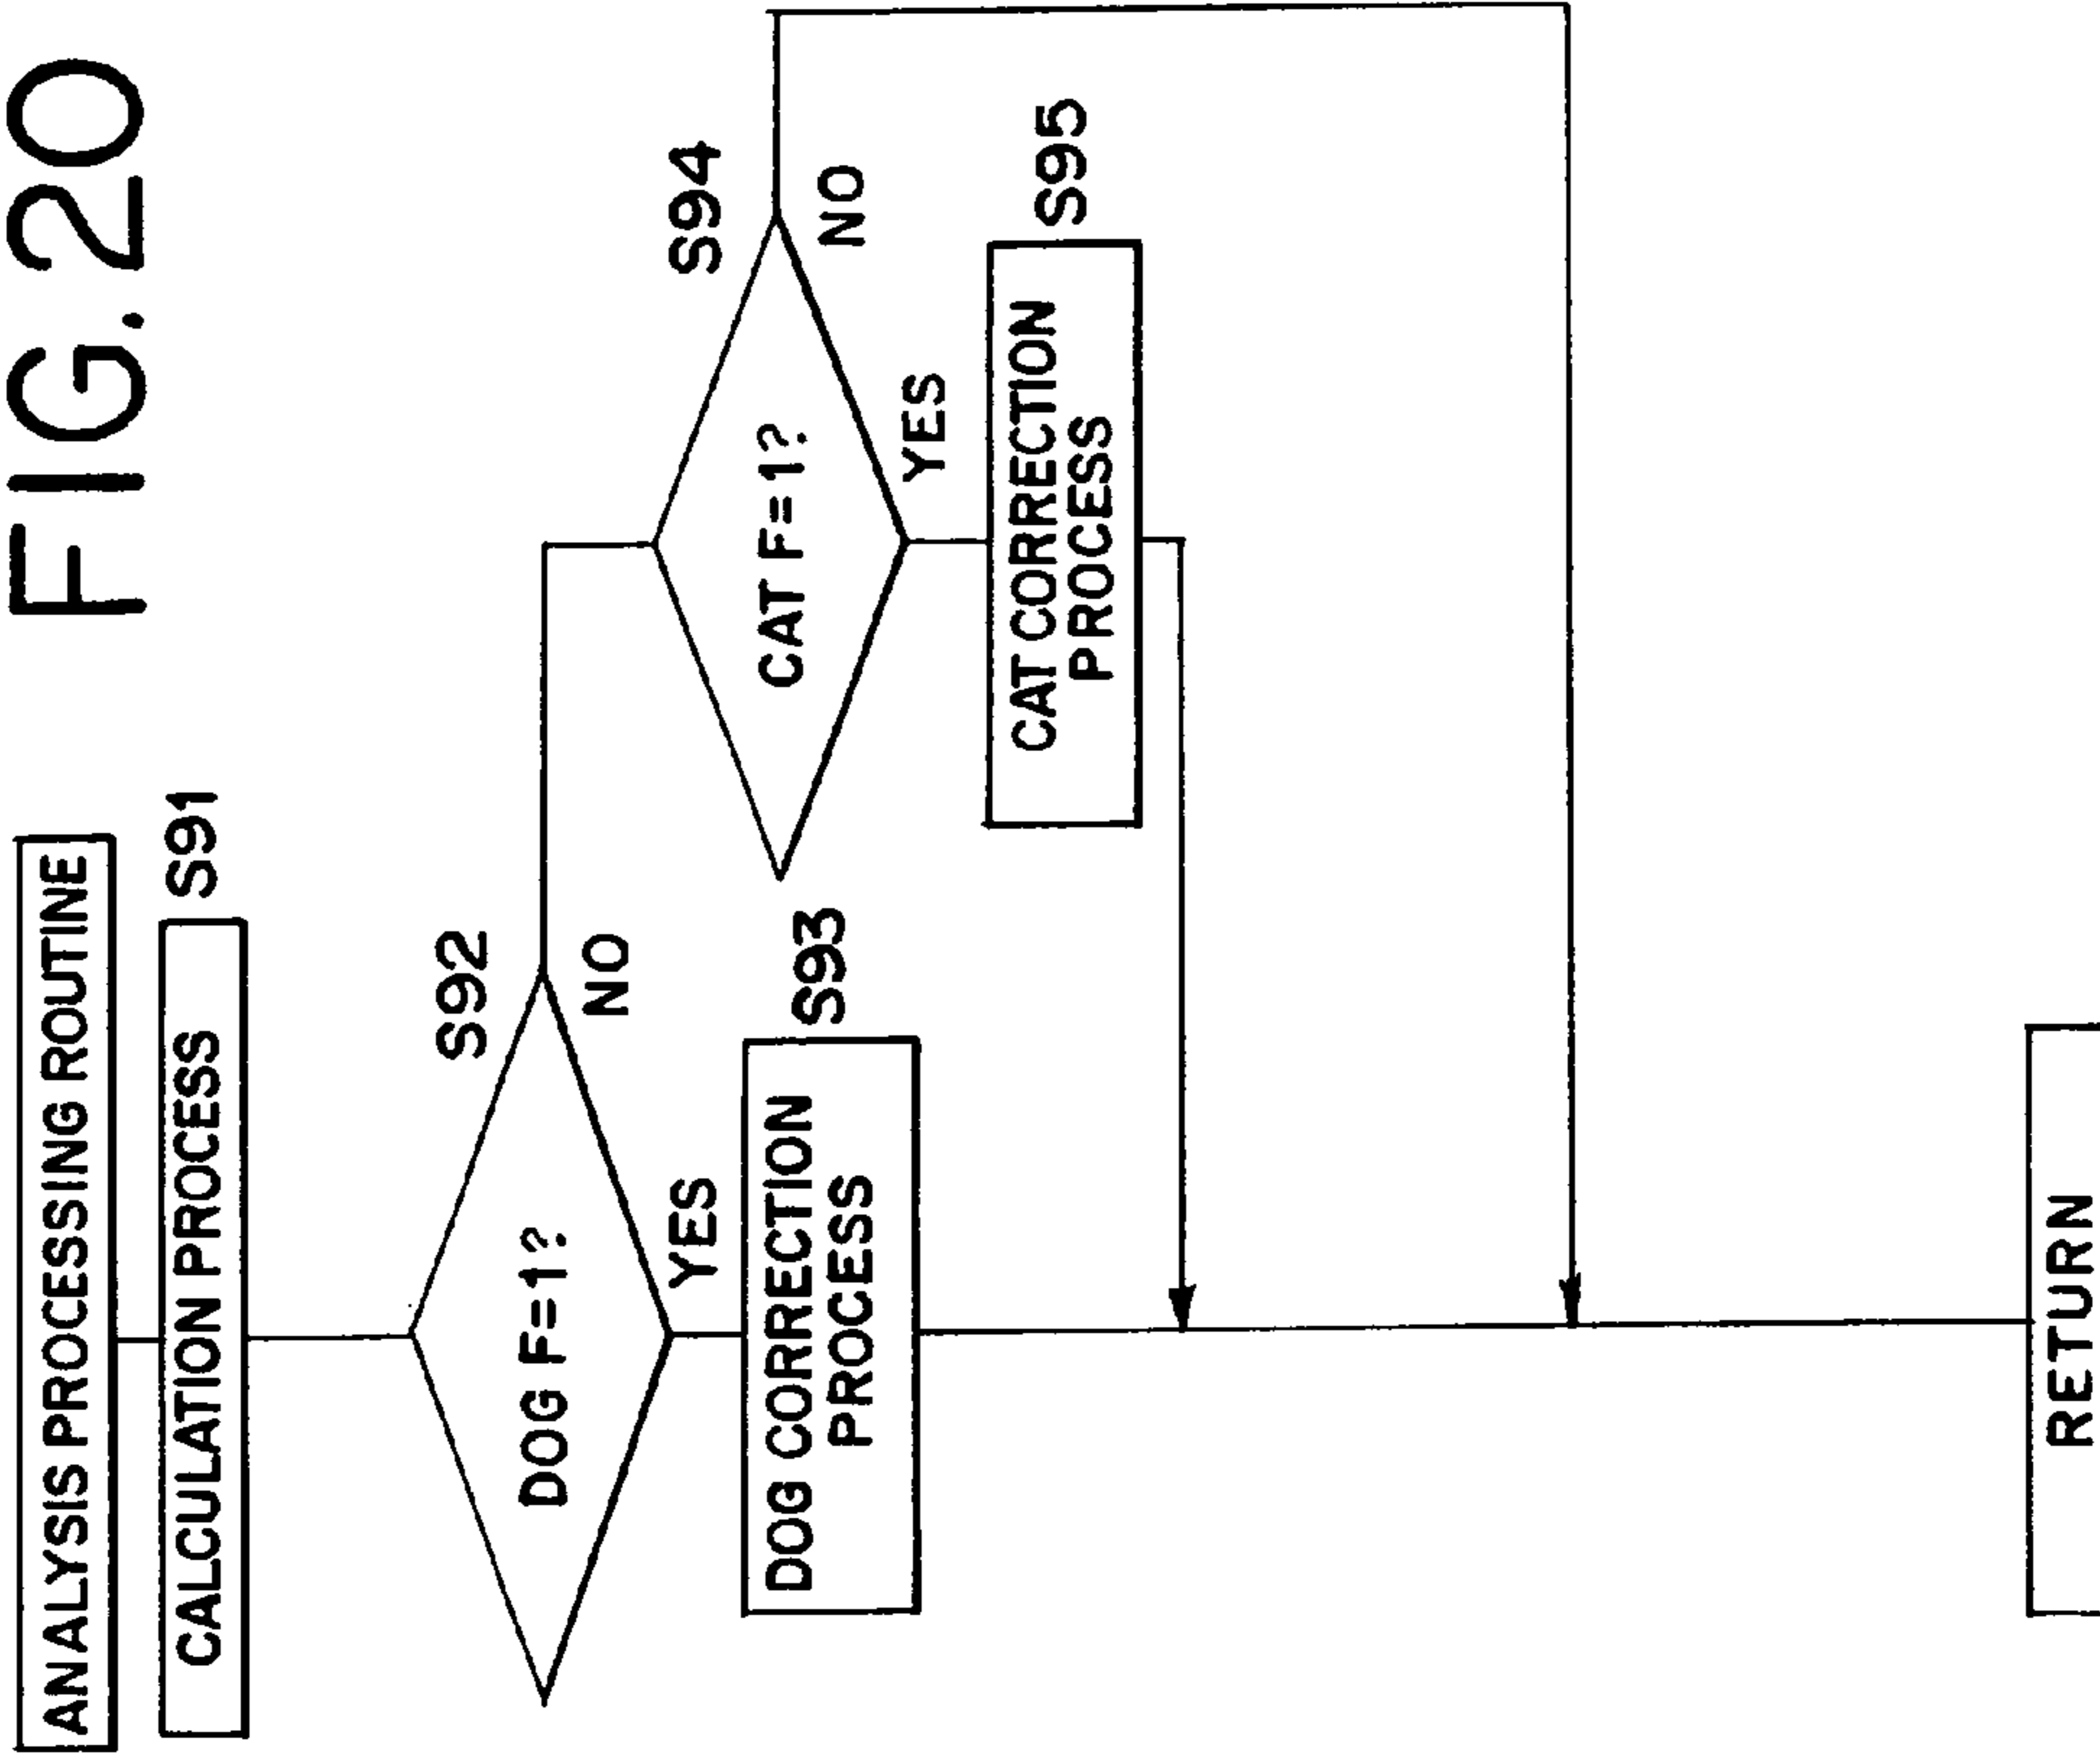 FIG. 20
ANALYSIS PROCESSING ROUTINE
CALCULATION PROCESS
S91
S92
DOG F=1?
NO
YES
DOG CORRECTION
PROCESS
S93
S94
CAT F=1?
NO
YES
CAT CORRECTION
PROCESS
S95
RETURN